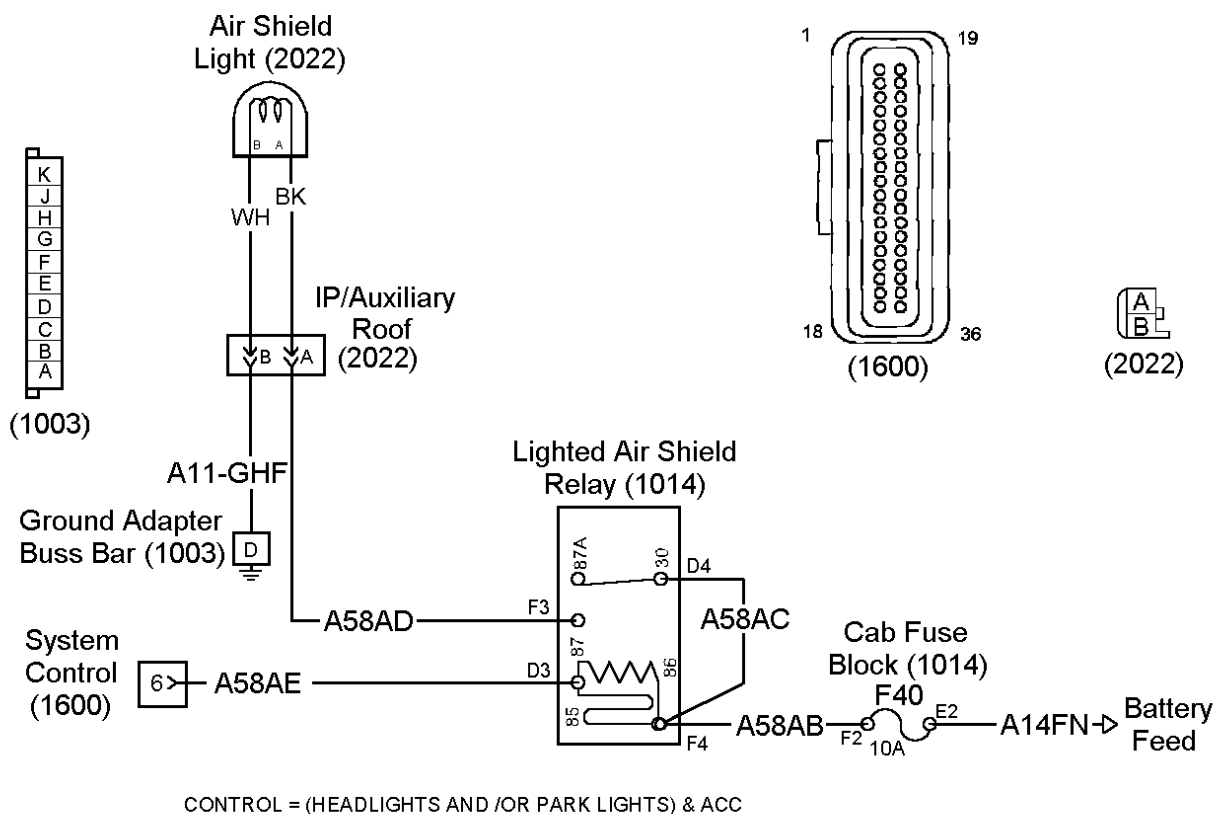 Air Shield
Light (2022)
B A
WH
BK
K
J
H
G
F
E
D
C
B
A
(1003)
IP/Auxiliary
Roof
(2022)
B
A
1
19
18
36
(1600)
A
B
(2022)
A11-GHF
Ground Adapter
Buss Bar (1003)
D
Lighted Air Shield
Relay (1014)
87A
30
D4
A58AC
F3
A58AD
87
86
System
Control
(1600)
6
A58AE
D3
85
F4
A58AB
Cab Fuse
Block (1014)
F40
F2
10A
E2
A14FN
Battery
Feed
CONTROL = (HEADLIGHTS AND /OR PARK LIGHTS) & ACC